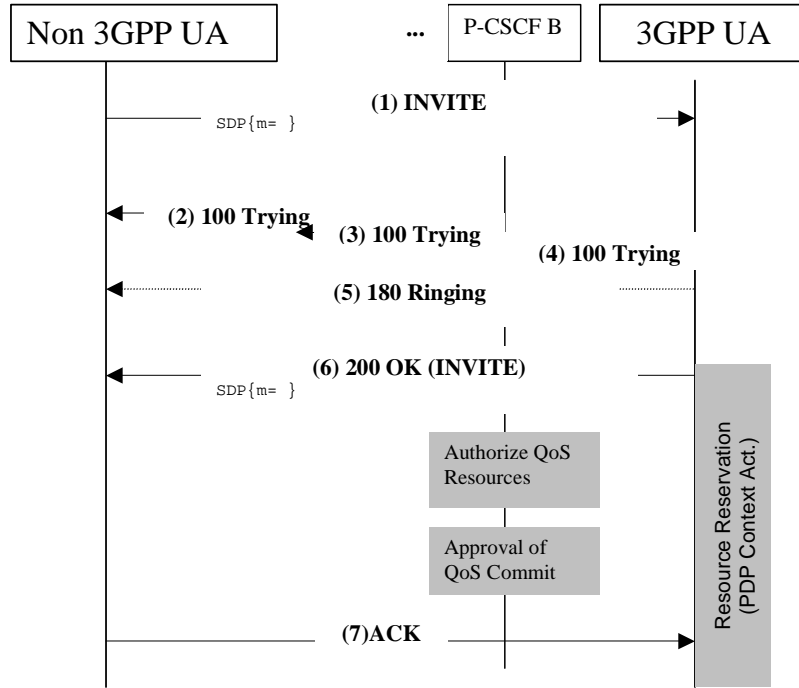 Non 3GPP UA
...
P-CSCF B
3GPP UA
(1) INVITE
SDP{m= }
(2) 100 Trying
(3) 100 Trying
(4) 100 Trying
(5) 180 Ringing
(6) 200 OK (INVITE)
SDP{m= }
Authorize QoS
Resources
Approval of
QoS Commit
Resource Reservation
(PDP Context Act.)
(7)ACK